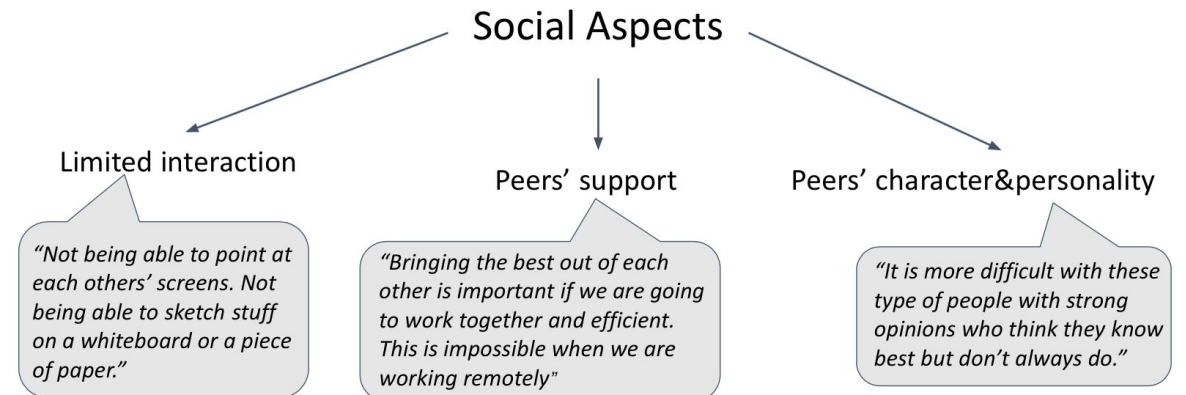 Social Aspects
Limited interaction
“Not being able to point at
each others’ screens. Not
being able to sketch stuff
on a whiteboard or a piece
of paper.”
Peers’ support
“Bringing the best out of each
other is important if we are going
to work together and efficient.
This is impossible when we are
working remotely”
Peers’ character&personality
“It is more difficult with these
type of people with strong
opinions who think they know
best but don’t always do.”